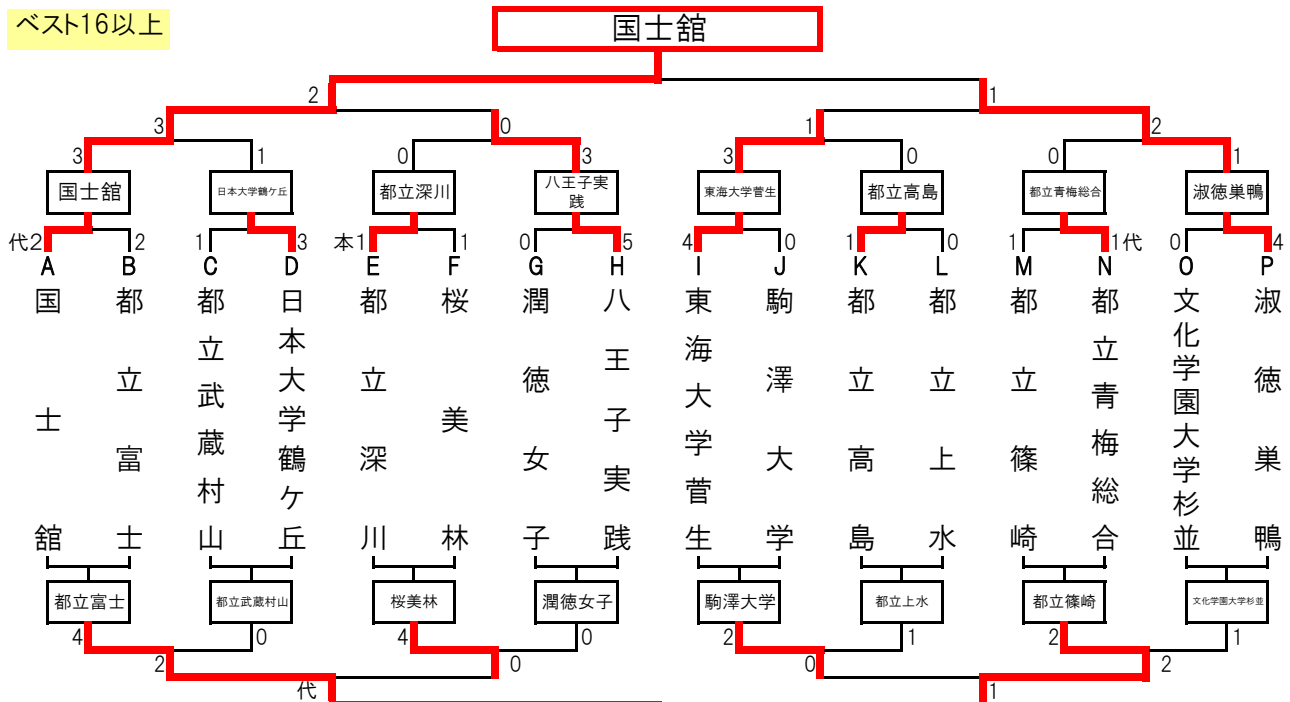 ベスト16以上
国士舘
2 1
3 0 1 2
3 1 0 3 3 0 0 1
国士舘 日本大学鶴ケ丘 都立深川 八王子実践 東海大学菅生 都立高島 都立青梅総合 淑徳巣鴨
代2 2 1 3 本1 1 0 5 4 0 1 0 1 1代 0 4
A B C D E F G H I J K L M N O P
国士舘
都立富士
都立武蔵村山
日本大学鶴ケ丘
都立深川
桜美林
潤徳女子
八王子実践
東海大学菅生
駒澤大学
都立高島
都立上水
都立篠崎
都立青梅総合
文化学園大学杉並
淑徳巣鴨
都立富士 都立武蔵村山 桜美林 潤徳女子 駒澤大学 都立上水 都立篠崎 文化学園大学杉並
4 0 4 0 2 1 2 1
2 0 0 2
代 1